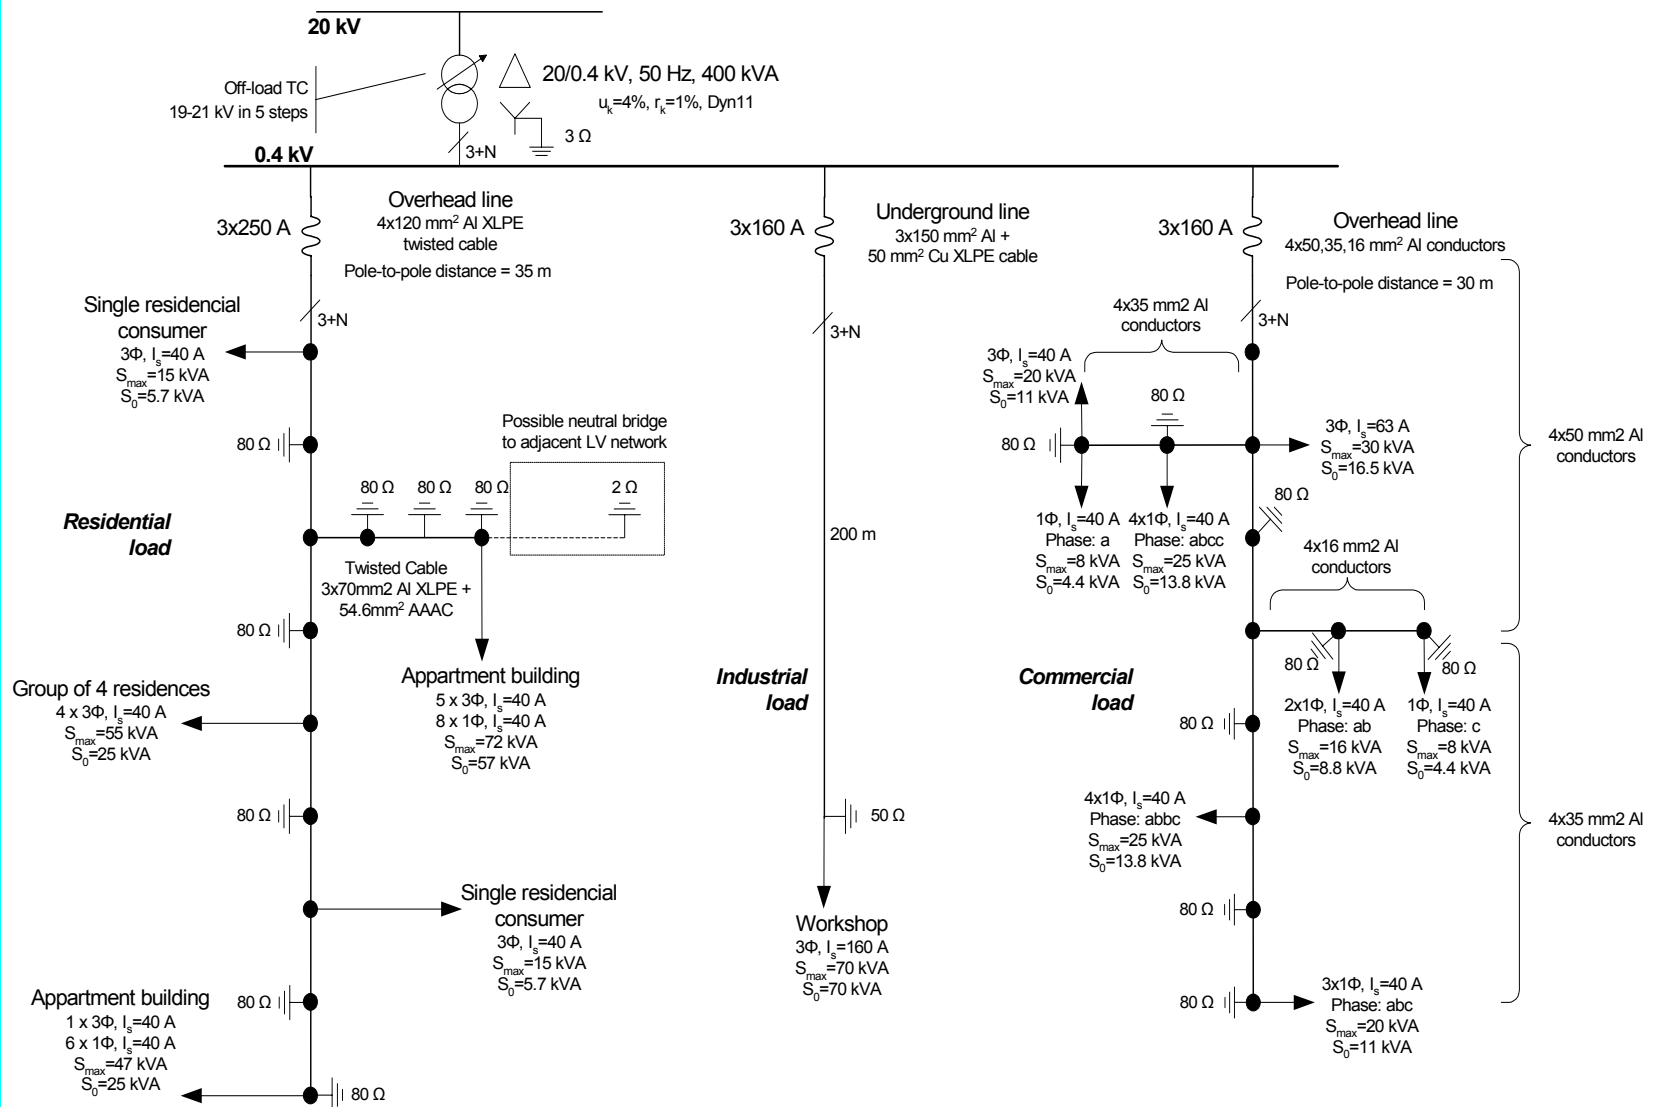 20 kV
Off-load TC
19-21 kV in 5 steps
20/0.4 kV, 50 Hz, 400 kVA
uk=4%, rk=1%, Dyn11
3 Ω
3+N
0.4 kV
3x250 A
Overhead line
4x120 mm² Al XLPE
twisted cable
Pole-to-pole distance = 35 m
3+N
Single residencial
consumer
3Φ, Is=40 A
Smax=15 kVA
S0=5.7 kVA
80 Ω
Possible neutral bridge
to adjacent LV network
80 Ω
80 Ω
80 Ω
2 Ω
Residential
load
Twisted Cable
3x70mm2 Al XLPE +
54.6mm² AAAC
80 Ω
Appartment building
5 x 3Φ, Is=40 A
8 x 1Φ, Is=40 A
Smax=72 kVA
S0=57 kVA
Group of 4 residences
4 x 3Φ, Is=40 A
Smax=55 kVA
S0=25 kVA
80 Ω
Single residencial
consumer
3Φ, Is=40 A
Smax=15 kVA
S0=5.7 kVA
80 Ω
Appartment building
1 x 3Φ, Is=40 A
6 x 1Φ, Is=40 A
Smax=47 kVA
S0=25 kVA
80 Ω
3x160 A
Underground line
3x150 mm² Al +
50 mm² Cu XLPE cable
3+N
200 m
Industrial
load
50 Ω
Workshop
3Φ, Is=160 A
Smax=70 kVA
S0=70 kVA
3x160 A
Overhead line
4x50,35,16 mm² Al conductors
Pole-to-pole distance = 30 m
3+N
4x35 mm2 Al
conductors
3Φ, Is=40 A
Smax=20 kVA
S0=11 kVA
80 Ω
80 Ω
3Φ, Is=63 A
Smax=30 kVA
S0=16.5 kVA
4x50 mm2 Al
conductors
80 Ω
1Φ, Is=40 A
Phase: a
Smax=8 kVA
S0=4.4 kVA
4x1Φ, Is=40 A
Phase: abcc
Smax=25 kVA
S0=13.8 kVA
4x16 mm2 Al
conductors
80 Ω
80 Ω
Commercial
load
80 Ω
2x1Φ, Is=40 A
Phase: ab
Smax=16 kVA
S0=8.8 kVA
1Φ, Is=40 A
Phase: c
Smax=8 kVA
S0=4.4 kVA
4x1Φ, Is=40 A
Phase: abbc
Smax=25 kVA
S0=13.8 kVA
4x35 mm2 Al
conductors
80 Ω
80 Ω
3x1Φ, Is=40 A
Phase: abc
Smax=20 kVA
S0=11 kVA